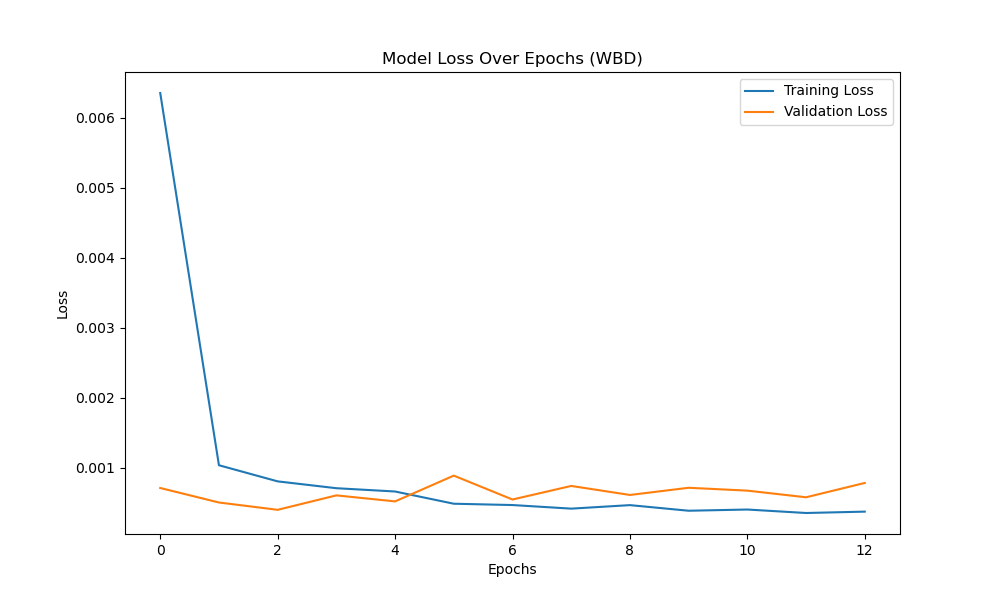 Model Loss Over Epochs (WBD)
Training Loss
Validation Loss
0.006
0.005
0.004
0.003
0.002
0.001
Loss
0 2 4 6 8 10 12
Epochs